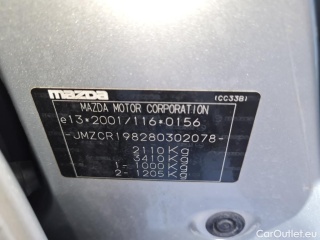 mazda
(CC33B)
MAZDA MOTOR CORPORATION
e13*2001/116*0156
-JMZCR198280302078-
2110 Kg
3410 Kg
1- 1000 Kg
2- 1205 Kg
CarOutlet.eu